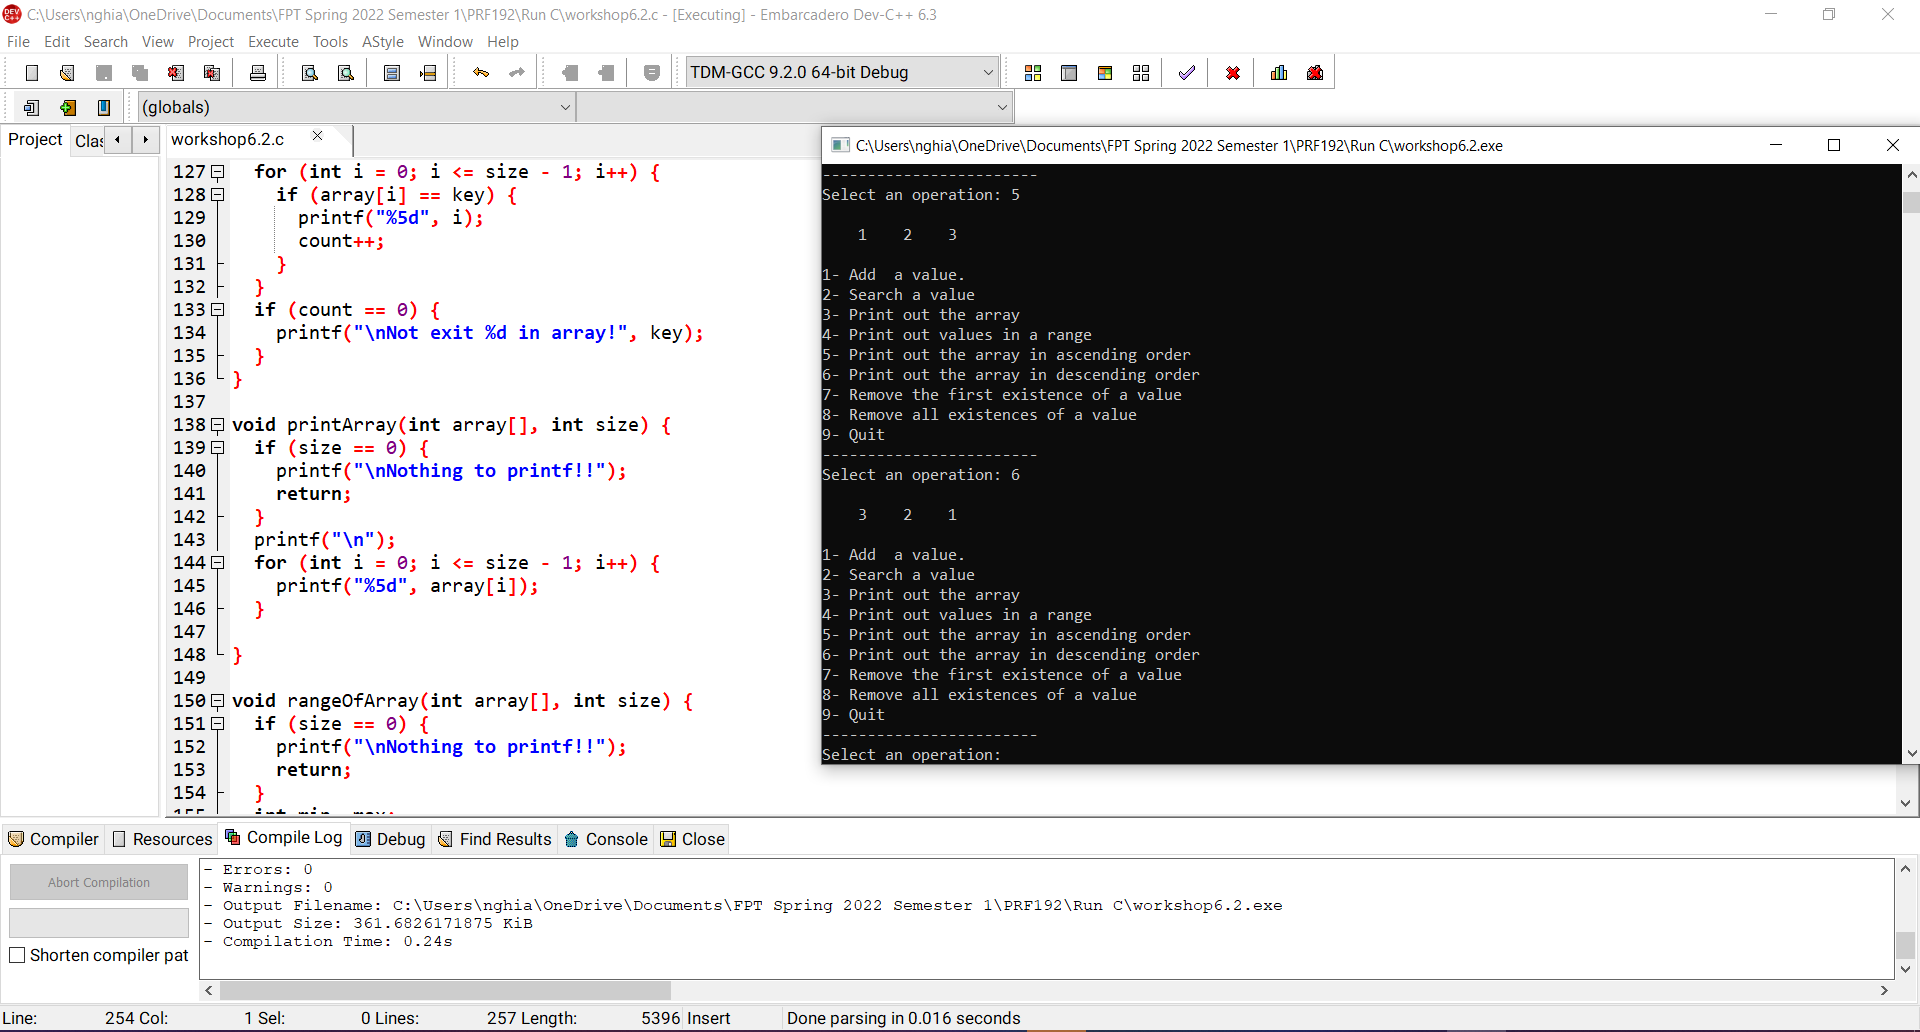 C:\Users\nghia\OneDrive\Documents\FPT Spring 2022 Semester 1\PRF192\Run C\workshop6.2.c - [Executing] - Embarcadero Dev-C++ 6.3
File Edit Search View Project Execute Tools AStyle Window Help
TDM-GCC 9.2.0 64-bit Debug
(globals)
Project Clas
workshop6.2.c
127 for (int i = 0; i <= size - 1; i++) {
128 if (array[i] == key) {
129 printf("%5d", i);
130 count++;
131 }
132 }
133 if (count == 0) {
134 printf("\nNot exit %d in array!", key);
135 }
136 }
137
138 void printArray(int array[], int size) {
139 if (size == 0) {
140 printf("\nNothing to printf!!");
141 return;
142 }
143 printf("\n");
144 for (int i = 0; i <= size - 1; i++) {
145 printf("%5d", array[i]);
146 }
147
148 }
149
150 void rangeOfArray(int array[], int size) {
151 if (size == 0) {
152 printf("\nNothing to printf!!");
153 return;
154 }
155 int min, max;
C:\Users\nghia\OneDrive\Documents\FPT Spring 2022 Semester 1\PRF192\Run C\workshop6.2.exe
------------------------
Select an operation: 5
1 2 3
1- Add  a value.
2- Search a value
3- Print out the array
4- Print out values in a range
5- Print out the array in ascending order
6- Print out the array in descending order
7- Remove the first existence of a value
8- Remove all existences of a value
9- Quit
------------------------
Select an operation: 6
3 2 1
1- Add  a value.
2- Search a value
3- Print out the array
4- Print out values in a range
5- Print out the array in ascending order
6- Print out the array in descending order
7- Remove the first existence of a value
8- Remove all existences of a value
9- Quit
------------------------
Select an operation:
Compiler Resources Compile Log Debug Find Results Console Close
Abort Compilation
Shorten compiler pat
- Errors: 0
- Warnings: 0
- Output Filename: C:\Users\nghia\OneDrive\Documents\FPT Spring 2022 Semester 1\PRF192\Run C\workshop6.2.exe
- Output Size: 361.6826171875 KiB
- Compilation Time: 0.24s
Line: 254 Col: 1 Sel: 0 Lines: 257 Length: 5396 Insert Done parsing in 0.016 seconds